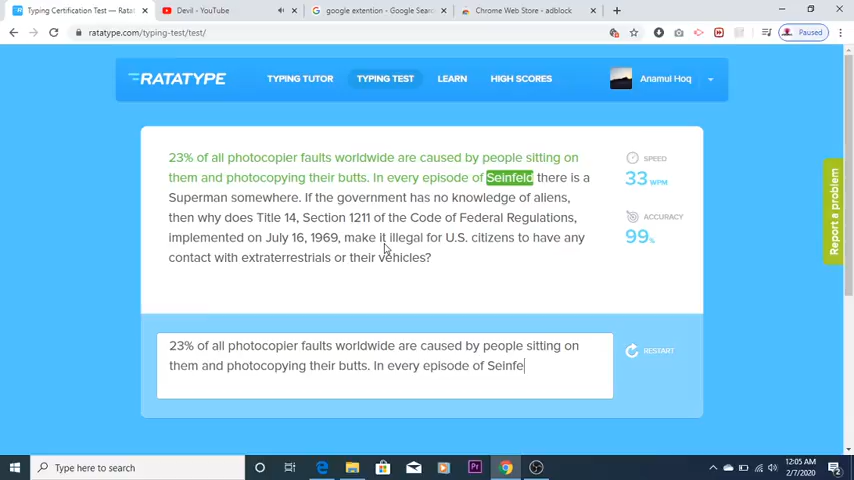 Typing Certification Test — Rata
Devil - YouTube
google extention - Google Sear
Chrome Web Store - adblock
ratatype.com/typing-test/test/
Paused
RATATYPE
TYPING TUTOR
TYPING TEST
LEARN
HIGH SCORES
Anamul Hoq
23% of all photocopier faults worldwide are caused by people sitting on
them and photocopying their butts. In every episode of Seinfeld there is a
Superman somewhere. If the government has no knowledge of aliens,
then why does Title 14, Section 1211 of the Code of Federal Regulations,
implemented on July 16, 1969, make it illegal for U.S. citizens to have any
contact with extraterrestrials or their vehicles?
SPEED
33 WPM
ACCURACY
99%
Report a problem
23% of all photocopier faults worldwide are caused by people sitting on
them and photocopying their butts. In every episode of Seinfe
RESTART
Type here to search
Pr
12:05 AM
2/7/2020
2